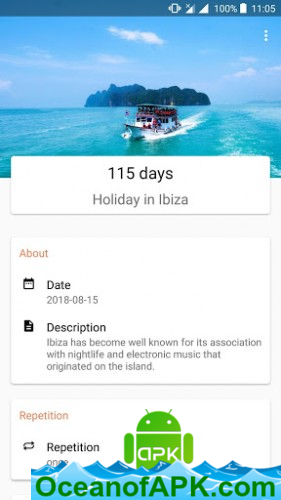 100% 11:05
115 days
Holiday in Ibiza
About
Date
2018-08-15
Description
Ibiza has become well known for its association
with nightlife and electronic music that
originated on the island.
Repetition
Repetition
once
APK
OceanofAPK.com